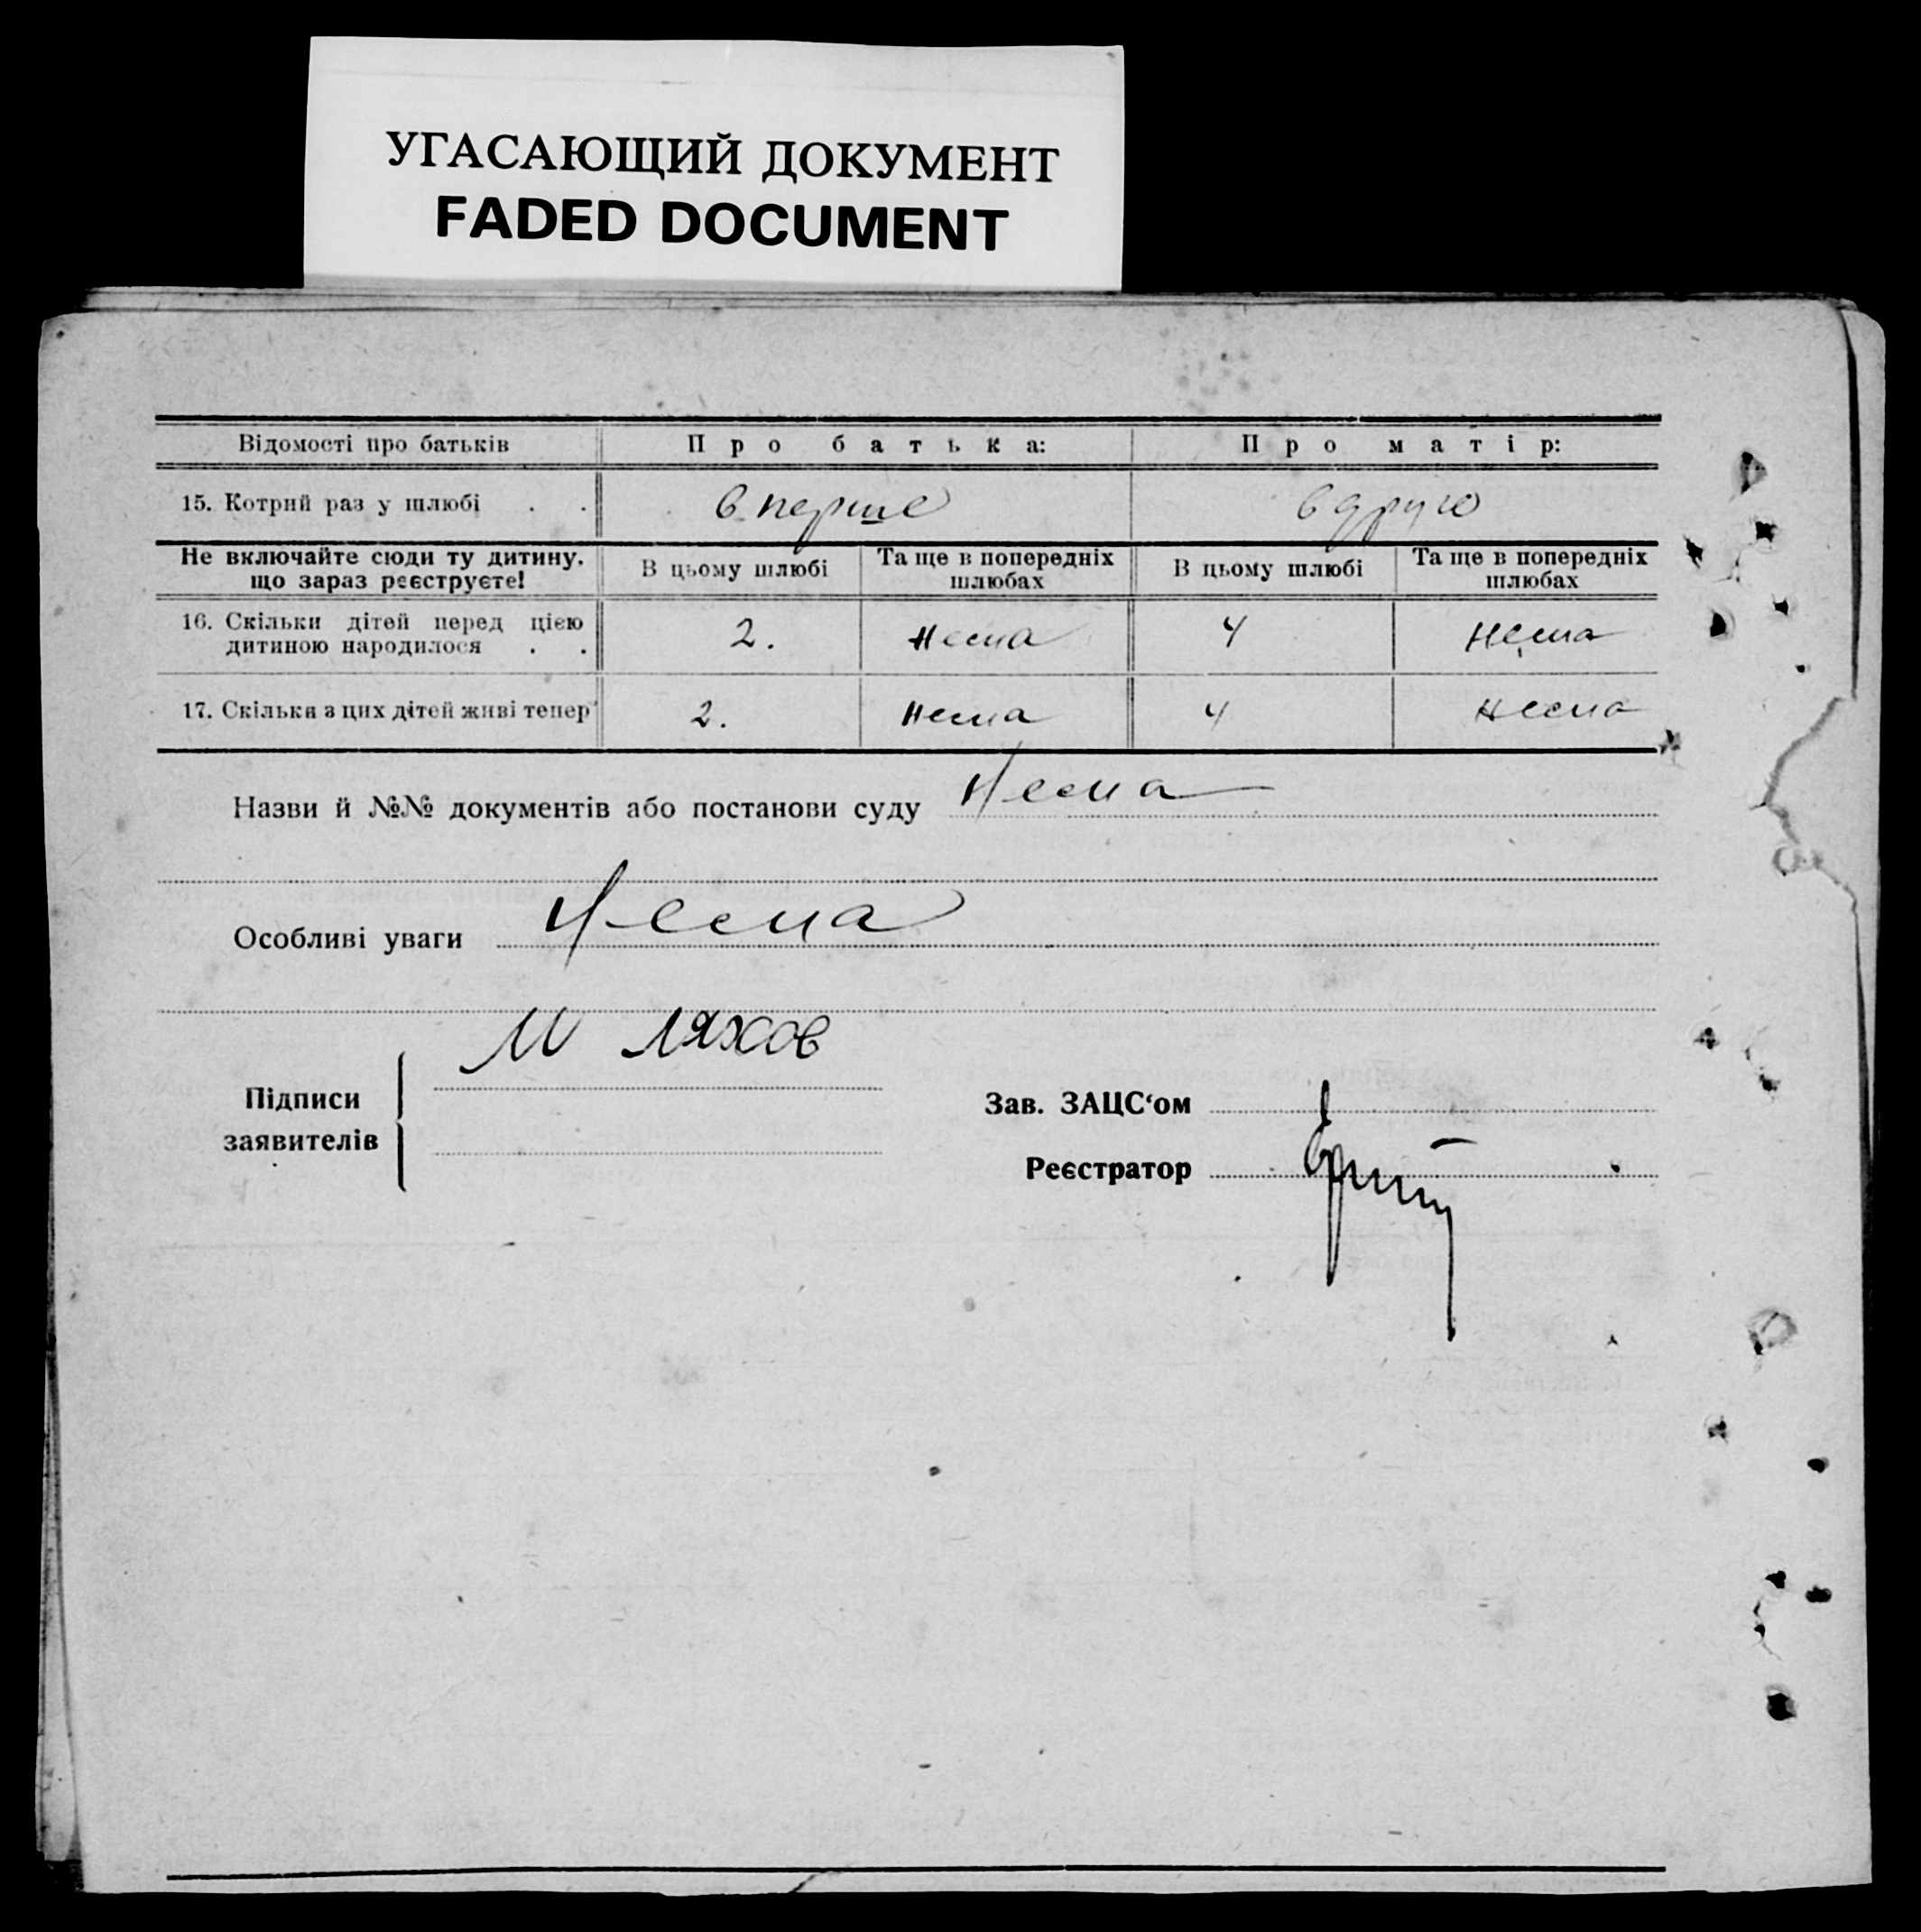 УГАСАЮЩИЙ ДОКУМЕНТ
FADED DOCUMENT
Відомості про батьків Про батька: Про матір:
15. Котрий раз у шлюбі . . в перше вдруго
Не включайте сюди ту дитину. що зараз реєструєте! В цьому шлюбі Та ще в попередніх шлюбах В цьому шлюбі Та ще в попередніх шлюбах
16. Скільки дітей перед цією
дитиною народилося . . 2. нема 4 нема
17. Скільки з цих дітей живі тепер 2. нема 4 нема
Назви й №№ документів або постанови суду Нема
Особливі уваги Нема
М Ляхов
Підписи
заявителів
Зав. ЗАЦС‘ом
Реєстратор